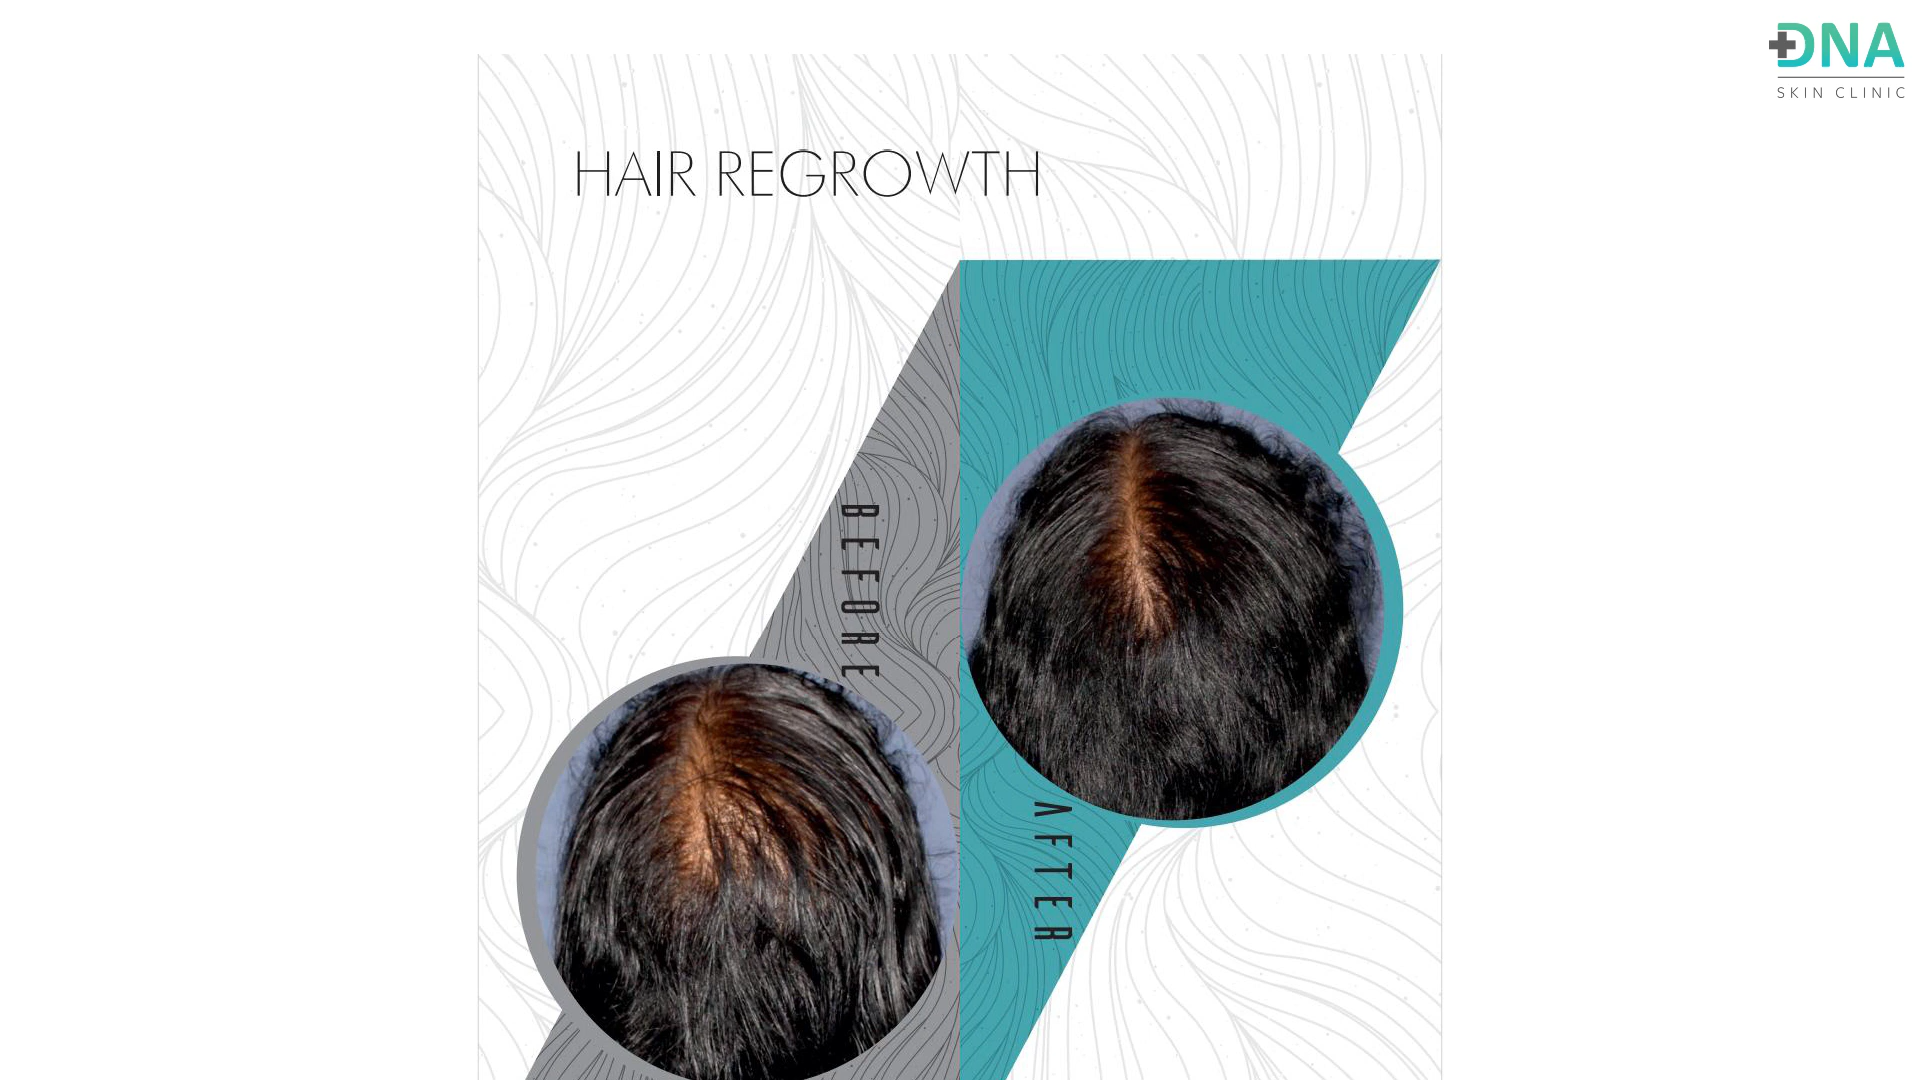 DNA
SKIN CLINIC
HAIR REGROWTH
BEFORE
AFTER